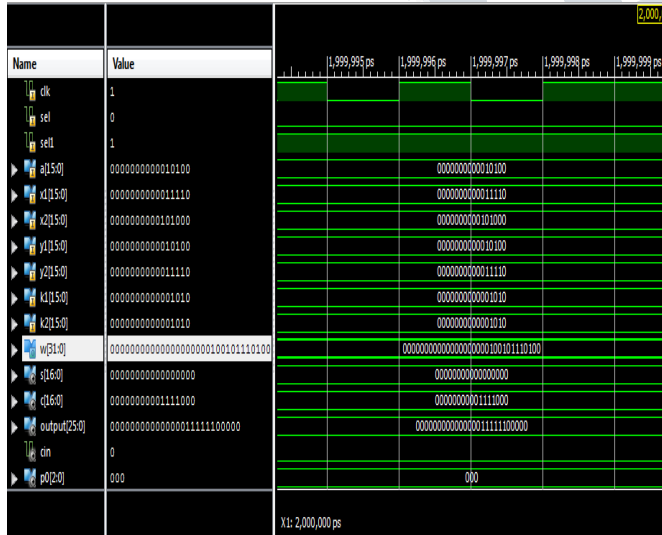 2,000,
Name Value 1,999,995 ps 1,999,996 ps 1,999,997 ps 1,999,998 ps 1,999,999 ps
clk 1
sel 0
sel1 1
a[15:0] 0000000000010100 0000000000010100
x1[15:0] 0000000000011110 0000000000011110
x2[15:0] 0000000000101000 0000000000101000
y1[15:0] 0000000000010100 0000000000010100
y2[15:0] 0000000000011110 0000000000011110
k1[15:0] 0000000000001010 0000000000001010
k2[15:0] 0000000000001010 0000000000001010
w[31:0] 00000000000000000000100101110100 00000000000000000000100101110100
s[16:0] 00000000000000000 00000000000000000
c[16:0] 00000000001111000 00000000001111000
output[25:0] 00000000000000011111100000 00000000000000011111100000
cin 0
p0[2:0] 000 000
X1: 2,000,000 ps